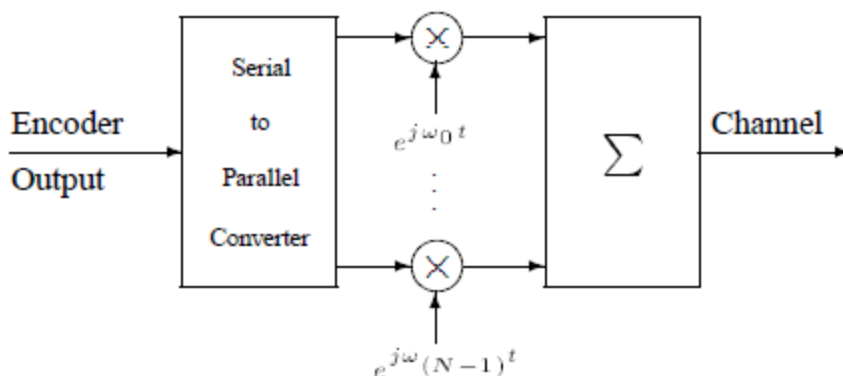 Encoder
Output
Serial
to
Parallel
Converter
e^{jω_0 t}
⋮
e^{jω_{(N-1)} t}
∑
Channel